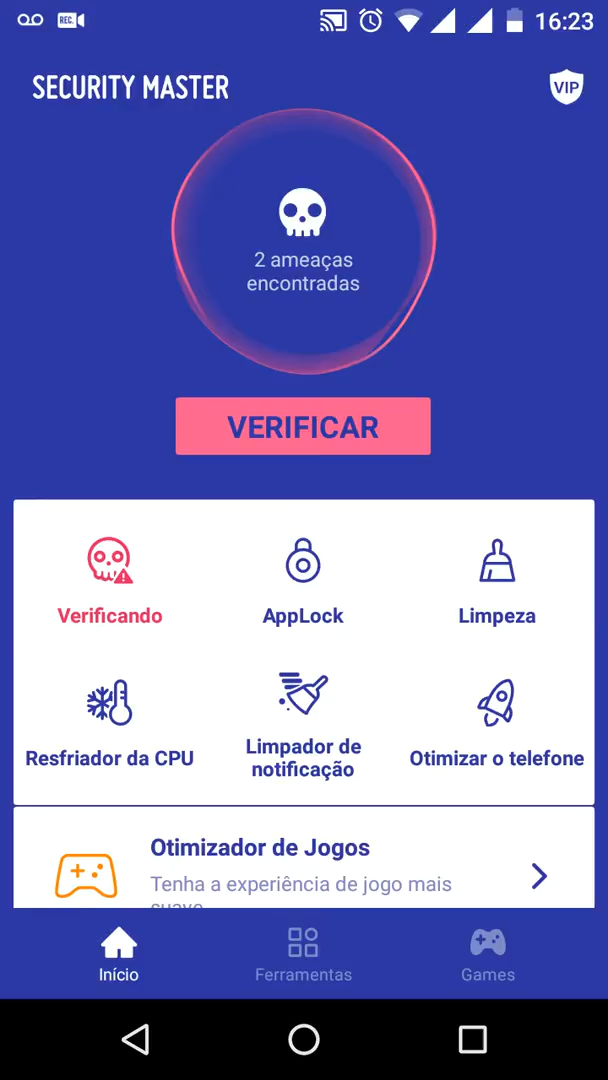 REC.
16:23
SECURITY MASTER
VIP
2 ameaças
encontradas
VERIFICAR
Verificando
AppLock
Limpeza
Resfriador da CPU
Limpador de
notificação
Otimizar o telefone
Otimizador de Jogos
Tenha a experiência de jogo mais
suave
Início
Ferramentas
Games